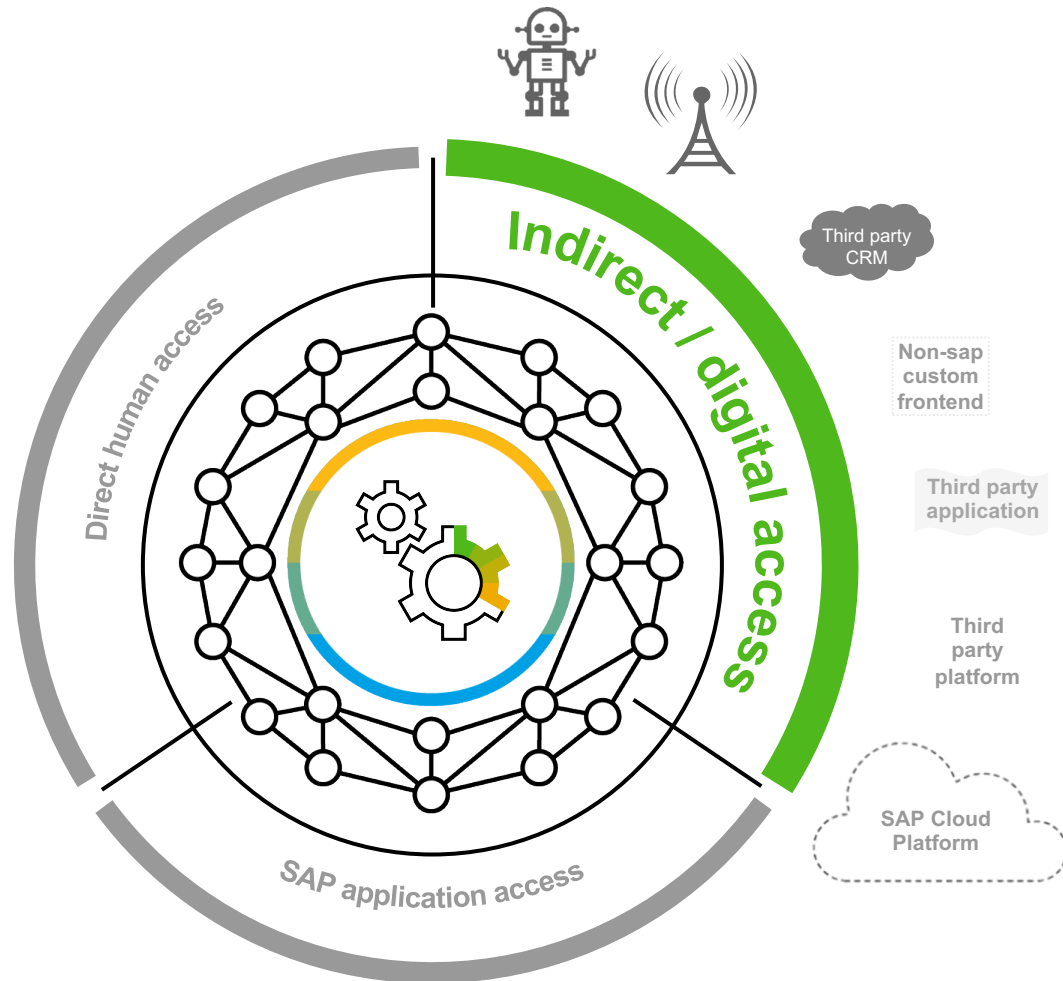 Third party
CRM
Indirect / digital access
Direct human access
Non-sap
custom
frontend
Third party
application
Third
party
platform
SAP Cloud
Platform
SAP application access